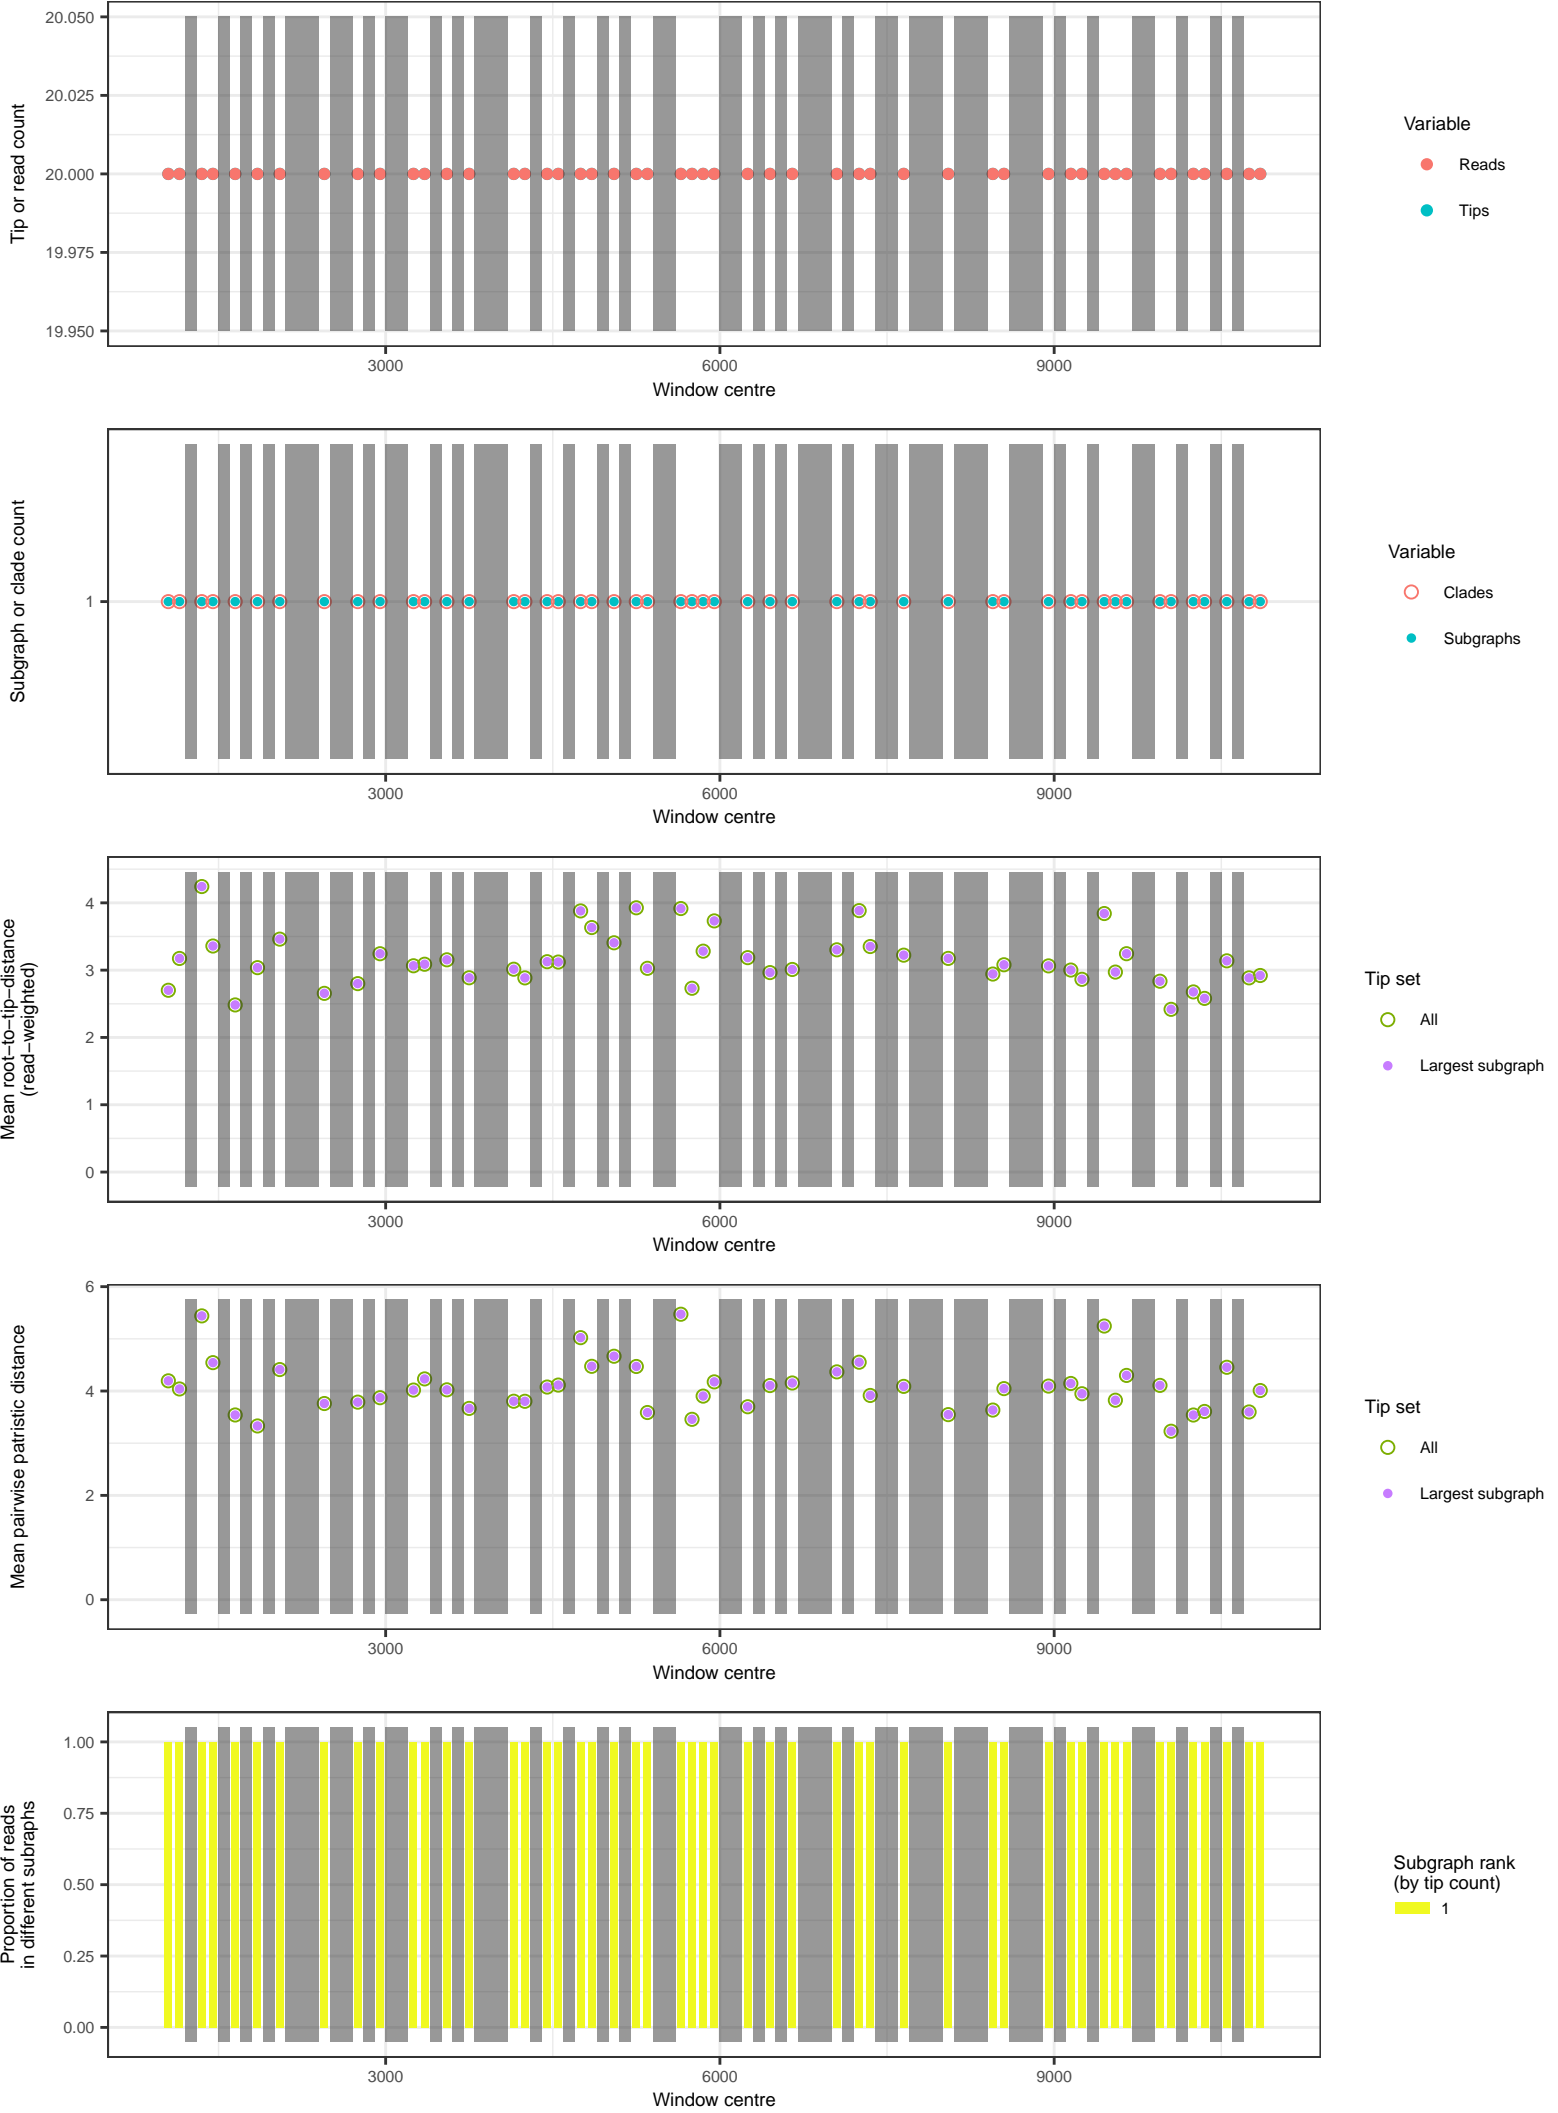 20.050
20.025
20.000
19.975
19.950
Tip or read count
3000
6000
9000
Window centre
Variable
Reads
Tips
1
Subgraph or clade count
3000
6000
9000
Window centre
Variable
Clades
Subgraphs
4
3
2
1
0
Mean root−to−tip−distance
(read−weighted)
3000
6000
9000
Window centre
Tip set
All
Largest subgraph
6
4
2
0
Mean pairwise patristic distance
3000
6000
9000
Window centre
Tip set
All
Largest subgraph
1.00
0.75
0.50
0.25
0.00
Proportion of reads
in different subraphs
3000
6000
9000
Window centre
Subgraph rank
(by tip count)
1